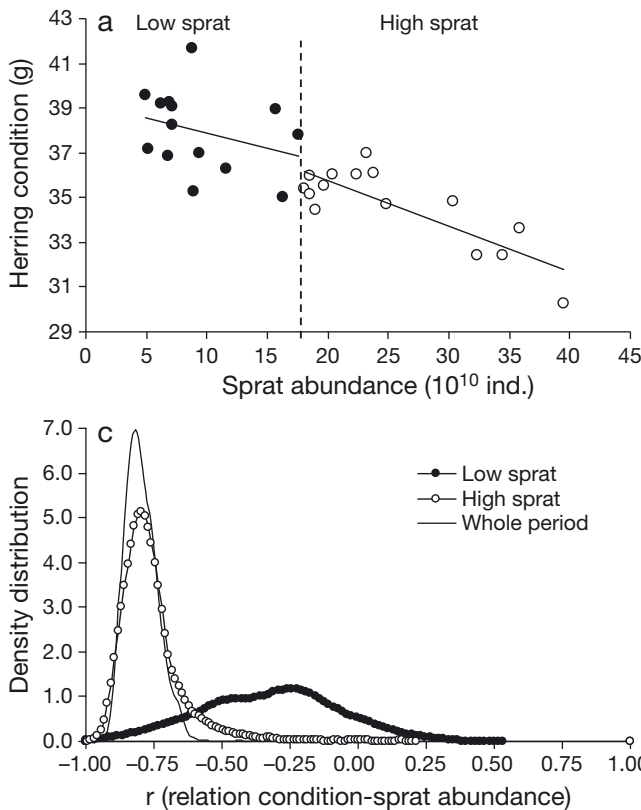 a
Low sprat
High sprat
43
41
39
37
35
33
31
29
Herring condition (g)
0 5 10 15 20 25 30 35 40 45
Sprat abundance (10¹⁰ ind.)
c
7.0
6.0
5.0
4.0
3.0
2.0
1.0
0.0
Density distribution
Low sprat
High sprat
Whole period
–1.00 –0.75 –0.50 –0.25 0.00 0.25 0.50 0.75 1.00
r (relation condition-sprat abundance)